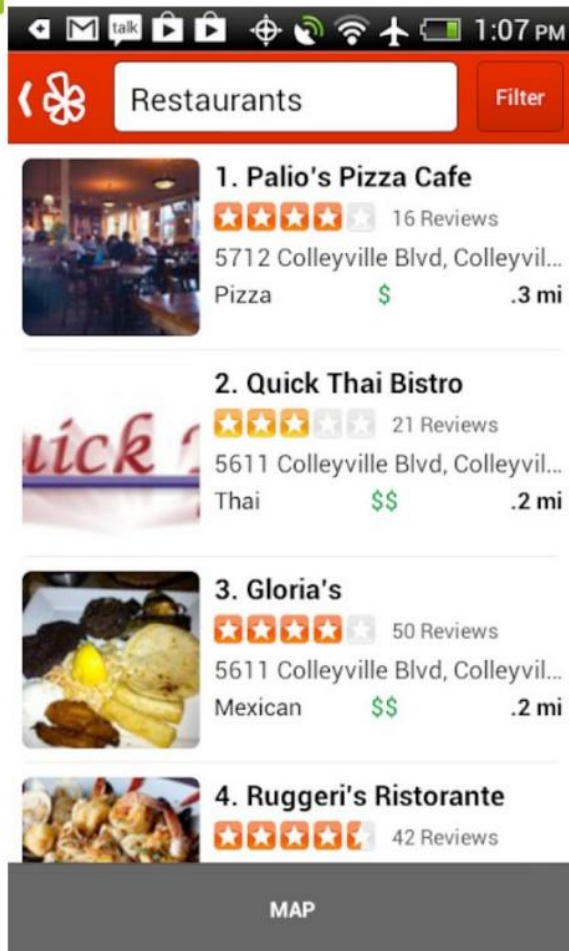 talk 1:07 PM
Restaurants Filter
1. Palio's Pizza Cafe
16 Reviews
5712 Colleyville Blvd, Colleyvil...
Pizza $ .3 mi
2. Quick Thai Bistro
21 Reviews
uick
5611 Colleyville Blvd, Colleyvil...
Thai $$ .2 mi
3. Gloria's
50 Reviews
5611 Colleyville Blvd, Colleyvil...
Mexican $$ .2 mi
4. Ruggeri's Ristorante
42 Reviews
MAP